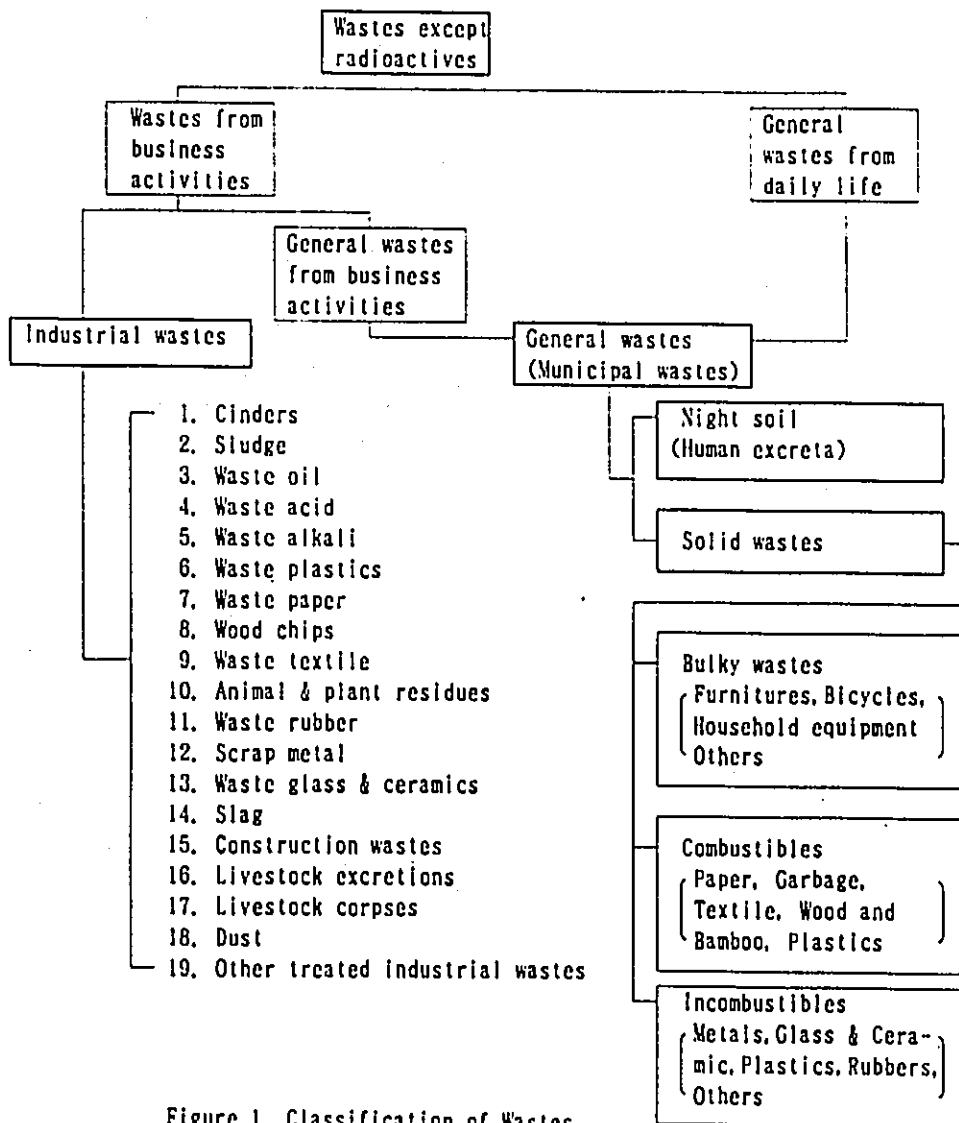 Wastes except
radioactives
Wastes from
business
activities
General
wastes from
daily life
General wastes
from business
activities
Industrial wastes
General wastes
(Municipal wastes)
1. Cinders
2. Sludge
3. Waste oil
4. Waste acid
5. Waste alkali
6. Waste plastics
7. Waste paper
8. Wood chips
9. Waste textile
10. Animal & plant residues
11. Waste rubber
12. Scrap metal
13. Waste glass & ceramics
14. Slag
15. Construction wastes
16. Livestock excretions
17. Livestock corpses
18. Dust
19. Other treated industrial wastes
Night soil
(Human excreta)
Solid wastes
Bulky wastes
Furnitures, Bicycles,
Household equipment
Others
Combustibles
Paper, Garbage,
Textile, Wood and
Bamboo, Plastics
Incombustibles
Metals, Glass & Cera-
mic, Plastics, Rubbers,
Others
Figure 1 Classification of Wastes